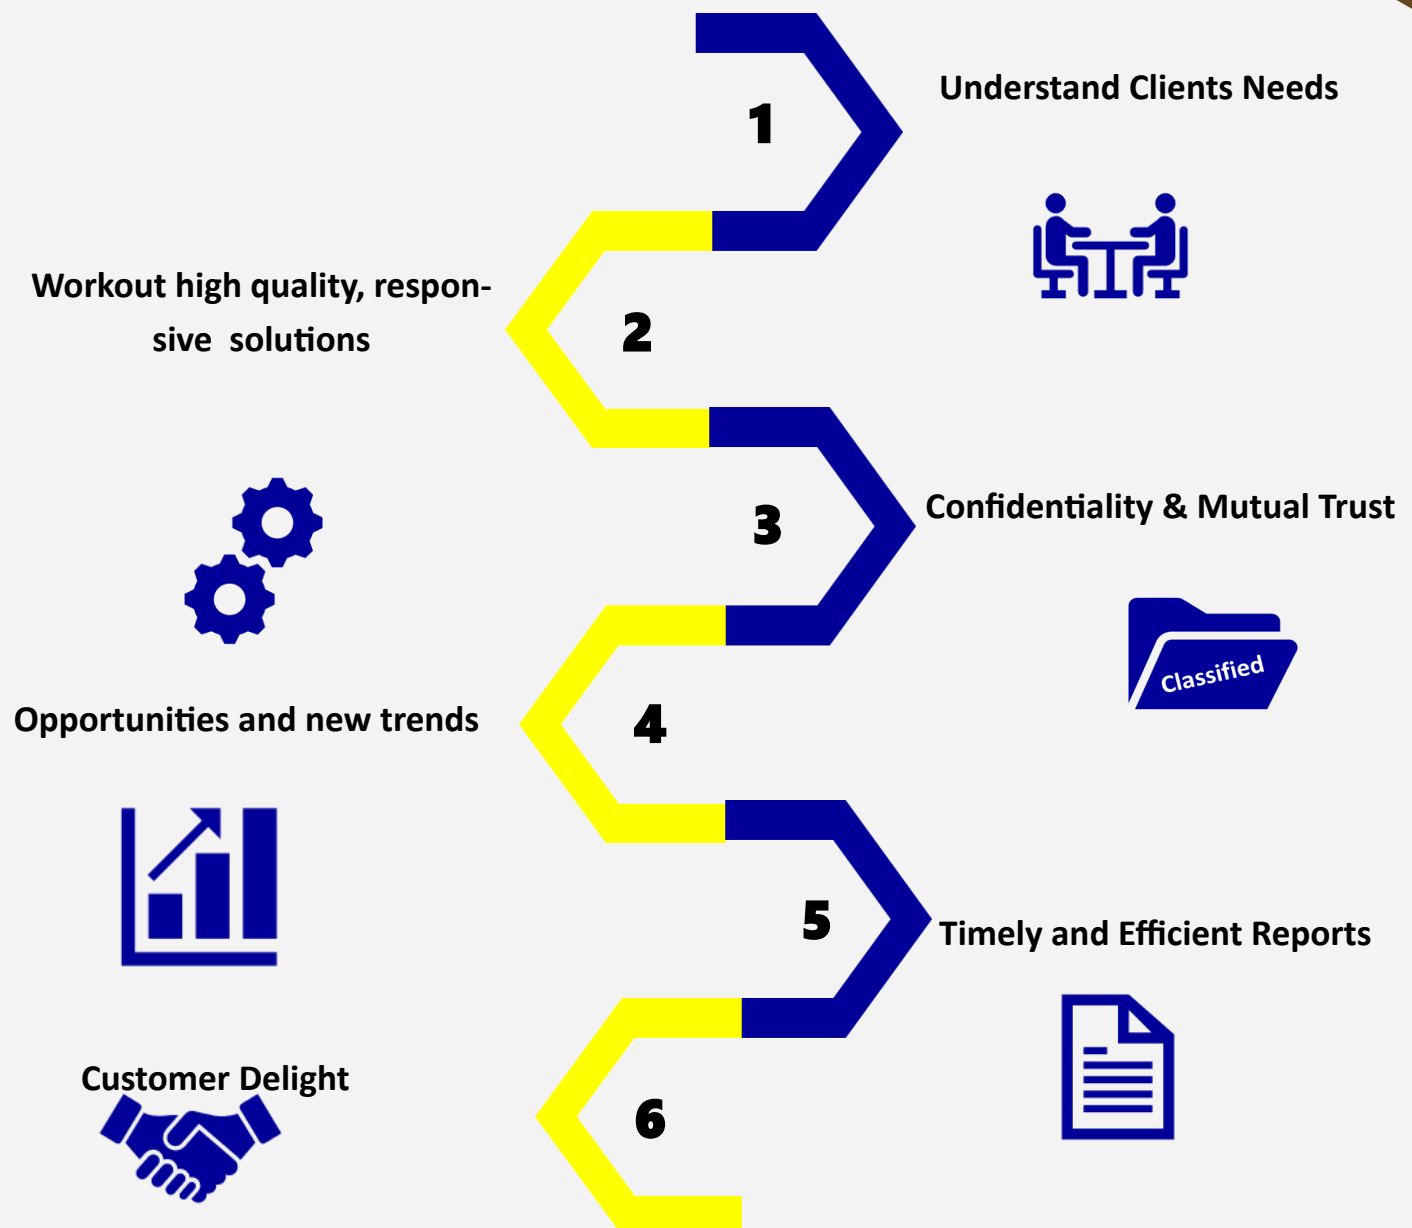 1
Understand Clients Needs
Workout high quality, respon-
sive  solutions
2
3
Confidentiality & Mutual Trust
Classified
Opportunities and new trends
4
5
Timely and Efficient Reports
Customer Delight
6